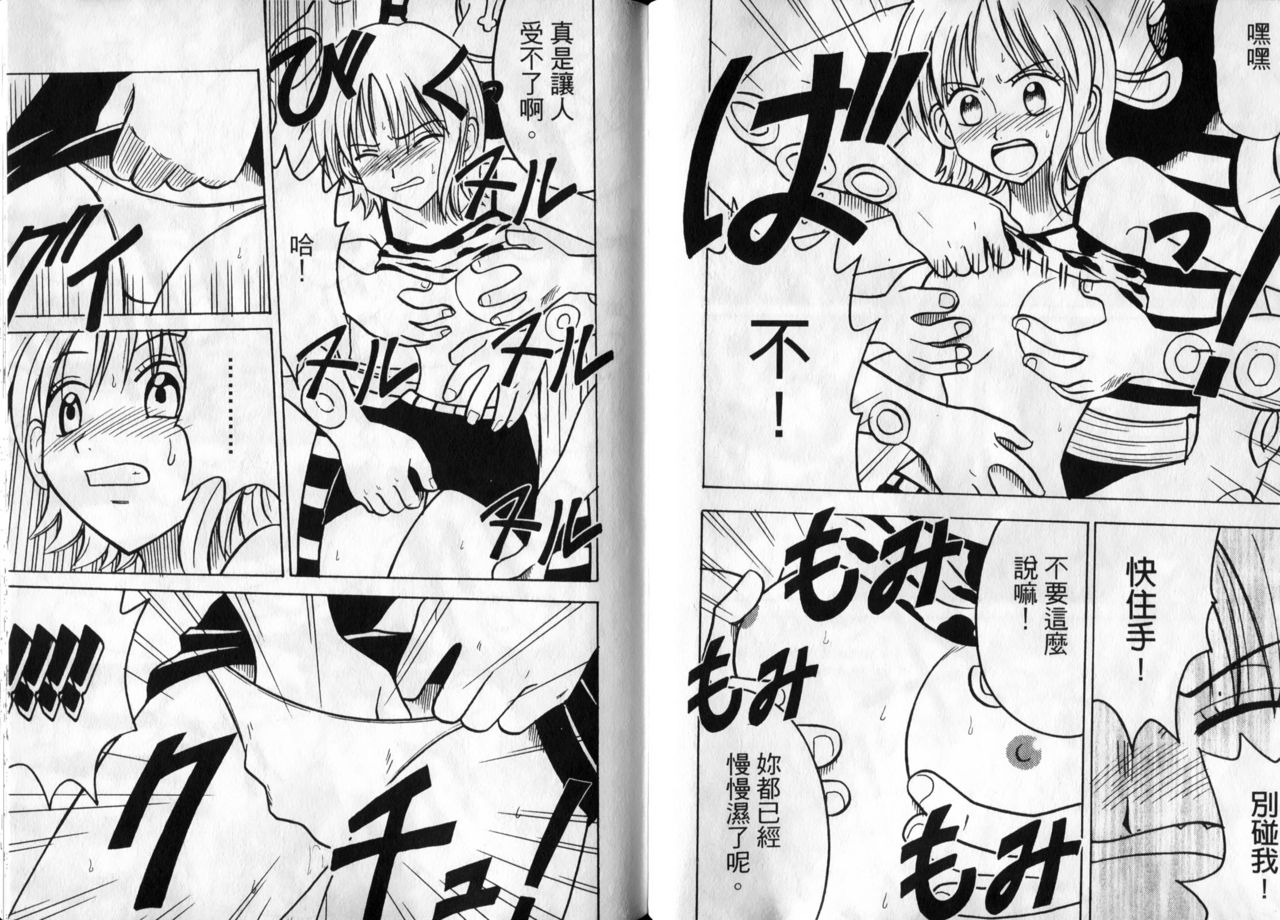 嘿嘿
ばっ!
不！
快住手！
別碰我！
不要這麼
說嘛！
もみ
もみ
もみ
妳都已經
慢慢濕了呢。
真是讓人
受不了啊。
びくっ
哈！
ヌル
ヌル
ヌル
ヌル
グイ
………
!!!!
クチュ!